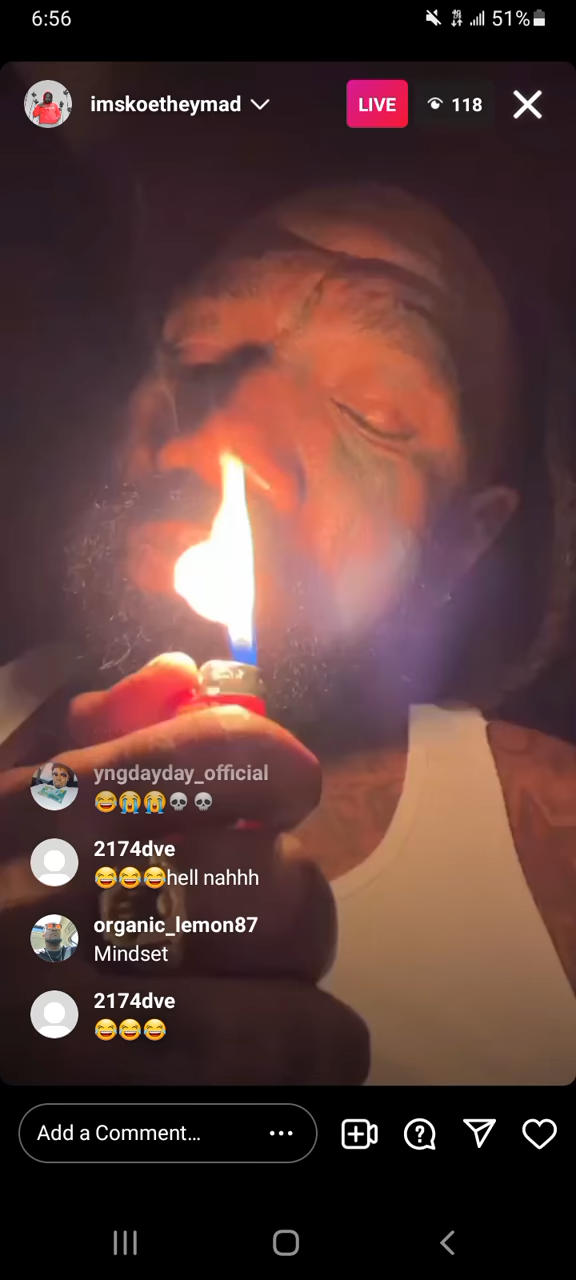 6:56
51%
imskoetheymad
LIVE
118
yngdayday_official
😂😭😭💀💀
2174dve
😂😂😂hell nahhh
organic_lemon87
Mindset
2174dve
😂😂😂
Add a Comment…